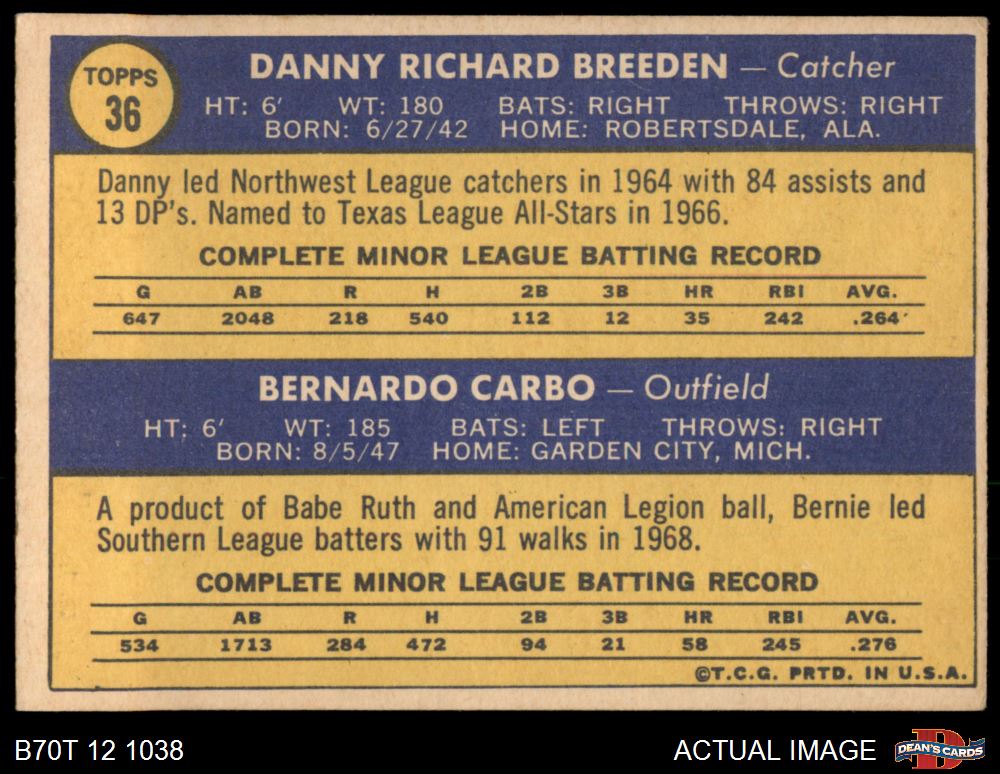 TOPPS
36
DANNY RICHARD BREEDEN — Catcher
HT: 6' WT: 180 BATS: RIGHT THROWS: RIGHT
BORN: 6/27/42 HOME: ROBERTSDALE, ALA.
Danny led Northwest League catchers in 1964 with 84 assists and
13 DP's. Named to Texas League All-Stars in 1966.
COMPLETE MINOR LEAGUE BATTING RECORD
G AB R H 2B 3B HR RBI AVG.
647 2048 218 540 112 12 35 242 .264
BERNARDO CARBO — Outfield
HT: 6' WT: 185 BATS: LEFT THROWS: RIGHT
BORN: 8/5/47 HOME: GARDEN CITY, MICH.
A product of Babe Ruth and American Legion ball, Bernie led
Southern League batters with 91 walks in 1968.
COMPLETE MINOR LEAGUE BATTING RECORD
G AB R H 2B 3B HR RBI AVG.
534 1713 284 472 94 21 58 245 .276
©T.C.G. PRTD. IN U.S.A.
B70T 12 1038 ACTUAL IMAGE D DEAN'S CARDS